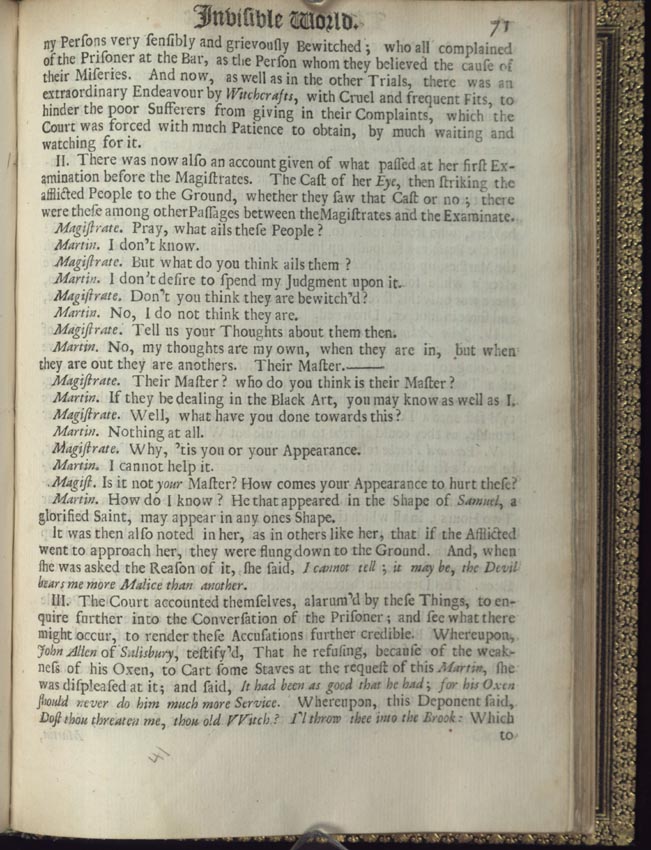 Inviſible World.
71
ny Perſons very ſenſibly and grievouſly Bewitched; who all complained
of the Priſoner at the Bar, as the Perſon whom they believed the cauſe of
their Miſeries. And now, as well as in the other Trials, there was an
extraordinary Endeavour by Witchcrafts, with Cruel and frequent Fits, to
hinder the poor Sufferers from giving in their Complaints, which the
Court was forced with much Patience to obtain, by much waiting and
watching for it.
II. There was now alſo an account given of what paſſed at her firſt Ex-
amination before the Magiſtrates. The Caſt of her Eye, then ſtriking the
afflicted People to the Ground, whether they ſaw that Caſt or no; there
were theſe among other Paſſages between the Magiſtrates and the Examinate.
Magiſtrate. Pray, what ails theſe People?
Martin. I don't know.
Magiſtrate. But what do you think ails them?
Martin. I don't deſire to ſpend my Judgment upon it.
Magiſtrate. Don't you think they are bewitch'd?
Martin. No, I do not think they are.
Magiſtrate. Tell us your Thoughts about them then.
Martin. No, my thoughts are my own, when they are in, but when
they are out they are anothers. Their Maſter.——
Magiſtrate. Their Maſter? who do you think is their Maſter?
Martin. If they be dealing in the Black Art, you may know as well as I.
Magiſtrate. Well, what have you done towards this?
Martin. Nothing at all.
Magiſtrate. Why, 'tis you or your Appearance.
Martin. I cannot help it.
Magiſt. Is it not your Maſter? How comes your Appearance to hurt theſe?
Martin. How do I know? He that appeared in the Shape of Samuel, a
glorified Saint, may appear in any ones Shape.
It was then alſo noted in her, as in others like her, that if the Afflicted
went to approach her, they were flung down to the Ground. And, when
ſhe was asked the Reaſon of it, ſhe ſaid, I cannot tell; it may be, the Devil
bears me more Malice than another.
III. The Court accounted themſelves, alarum'd by theſe Things, to en-
quire further into the Converſation of the Priſoner; and ſee what there
might occur, to render theſe Accuſations further credible. Whereupon,
John Allen of Salisbury, teſtify'd, That he refuſing, becauſe of the weak-
neſs of his Oxen, to Cart ſome Staves at the requeſt of this Martin, ſhe
was diſpleaſed at it; and ſaid, It had been as good that he had; for his Oxen
ſhould never do him much more Service. Whereupon, this Deponent ſaid,
Doſt thou threaten me, thou old VVitch? I'l throw thee into the Brook: Which
to
41